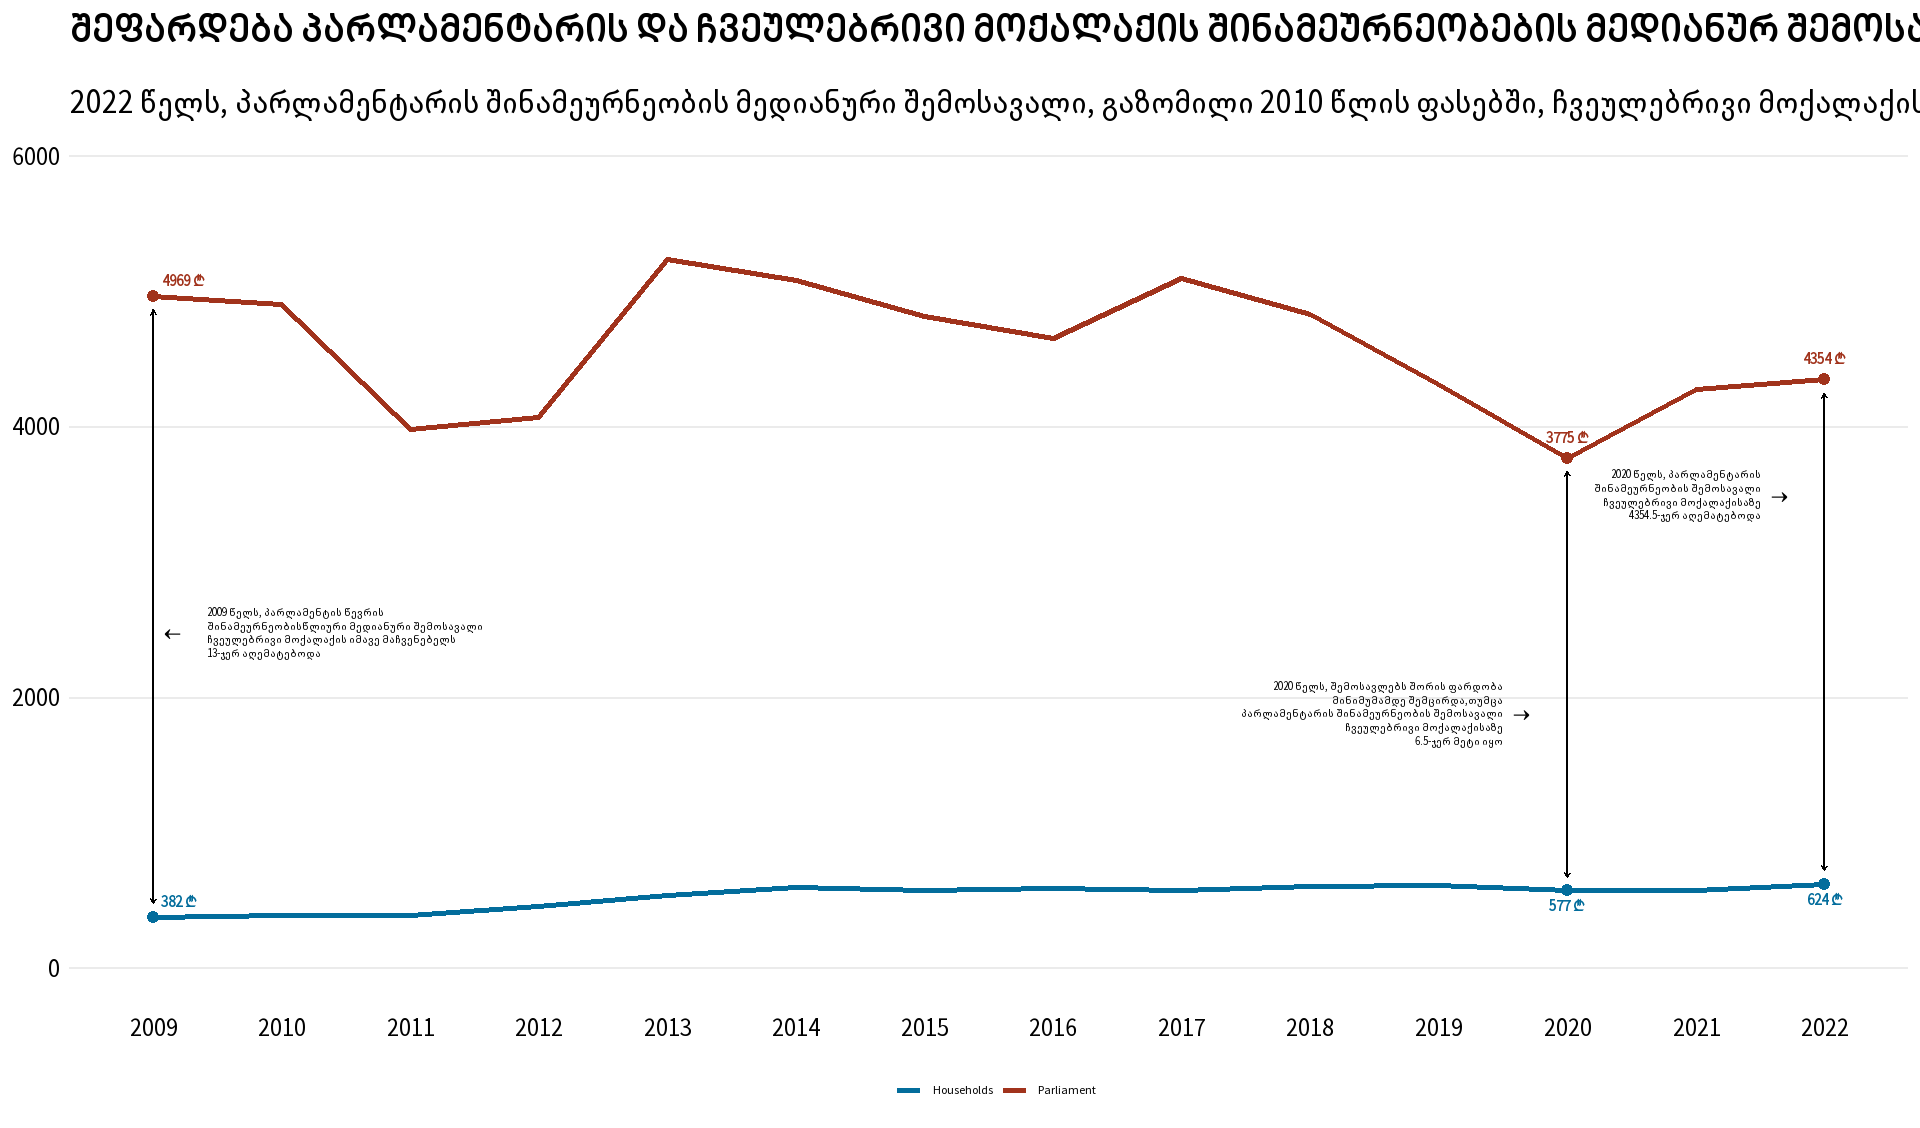 შეფარდება პარლამენტარის და ჩვეულებრივი მოქალაქის შინამეურნეობების მედიანურ შემოსა
2022 წელს, პარლამენტარის შინამეურნეობის მედიანური შემოსავალი, გაზომილი 2010 წლის ფასებში, ჩვეულებრივი მოქალაქის
6000
4969 ₾
4354 ₾
4000
3775 ₾
2020 წელს, პარლამენტარის
შინამეურნეობის შემოსავალი
ჩვეულებრივი მოქალაქისაზე
4354.5-ჯერ აღემატებოდა
→
2009 წელს, პარლამენტის წევრის
შინამეურნეობისწლიური მედიანური შემოსავალი
← ჩვეულებრივი მოქალაქის იმავე მაჩვენებელს
13-ჯერ აღემატებოდა
2000
2020 წელს, შემოსავლებს შორის ფარდობა
მინიმუმამდე შემცირდა,თუმცა
პარლამენტარის შინამეურნეობის შემოსავალი →
ჩვეულებრივი მოქალაქისაზე
6.5-ჯერ მეტი იყო
382 ₾
577 ₾
624 ₾
0
2009 2010 2011 2012 2013 2014 2015 2016 2017 2018 2019 2020 2021 2022
Households Parliament